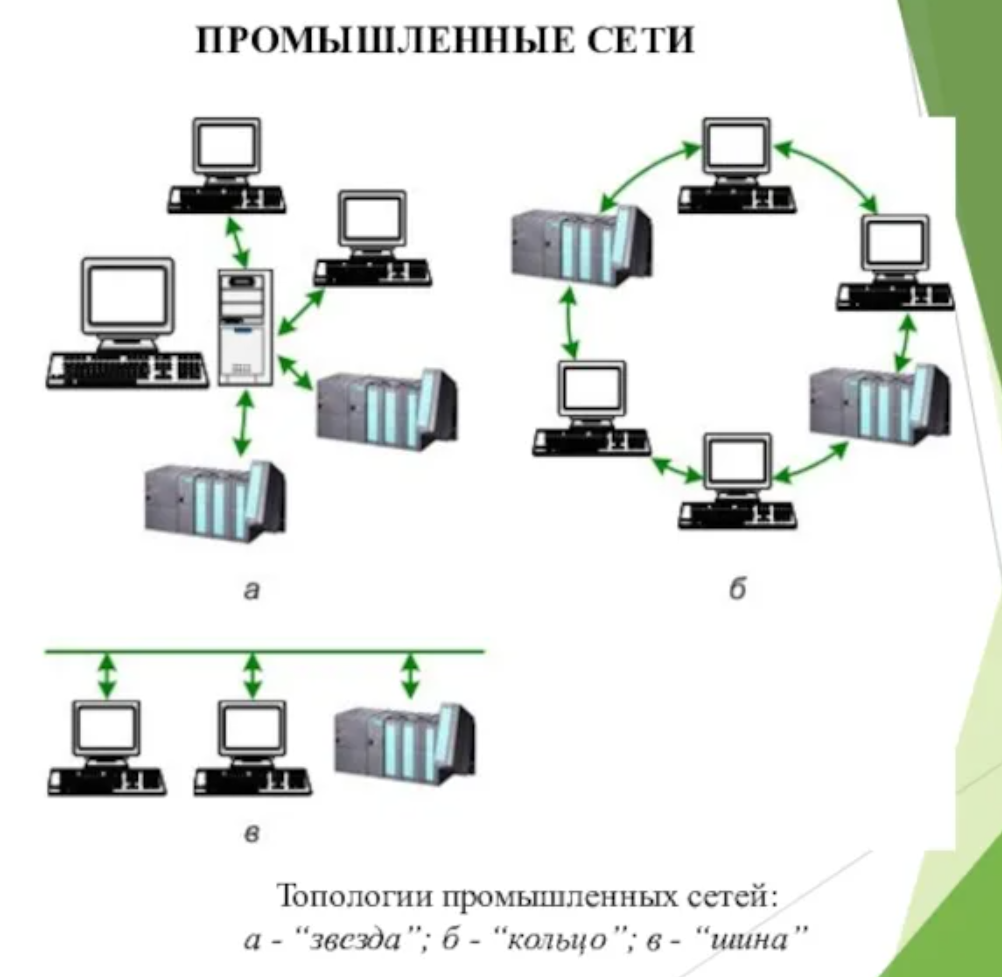 ПРОМЫШЛЕННЫЕ СЕТИ
а
б
в
Топологии промышленных сетей:
а - “звезда”; б - “кольцо”; в - “шина”